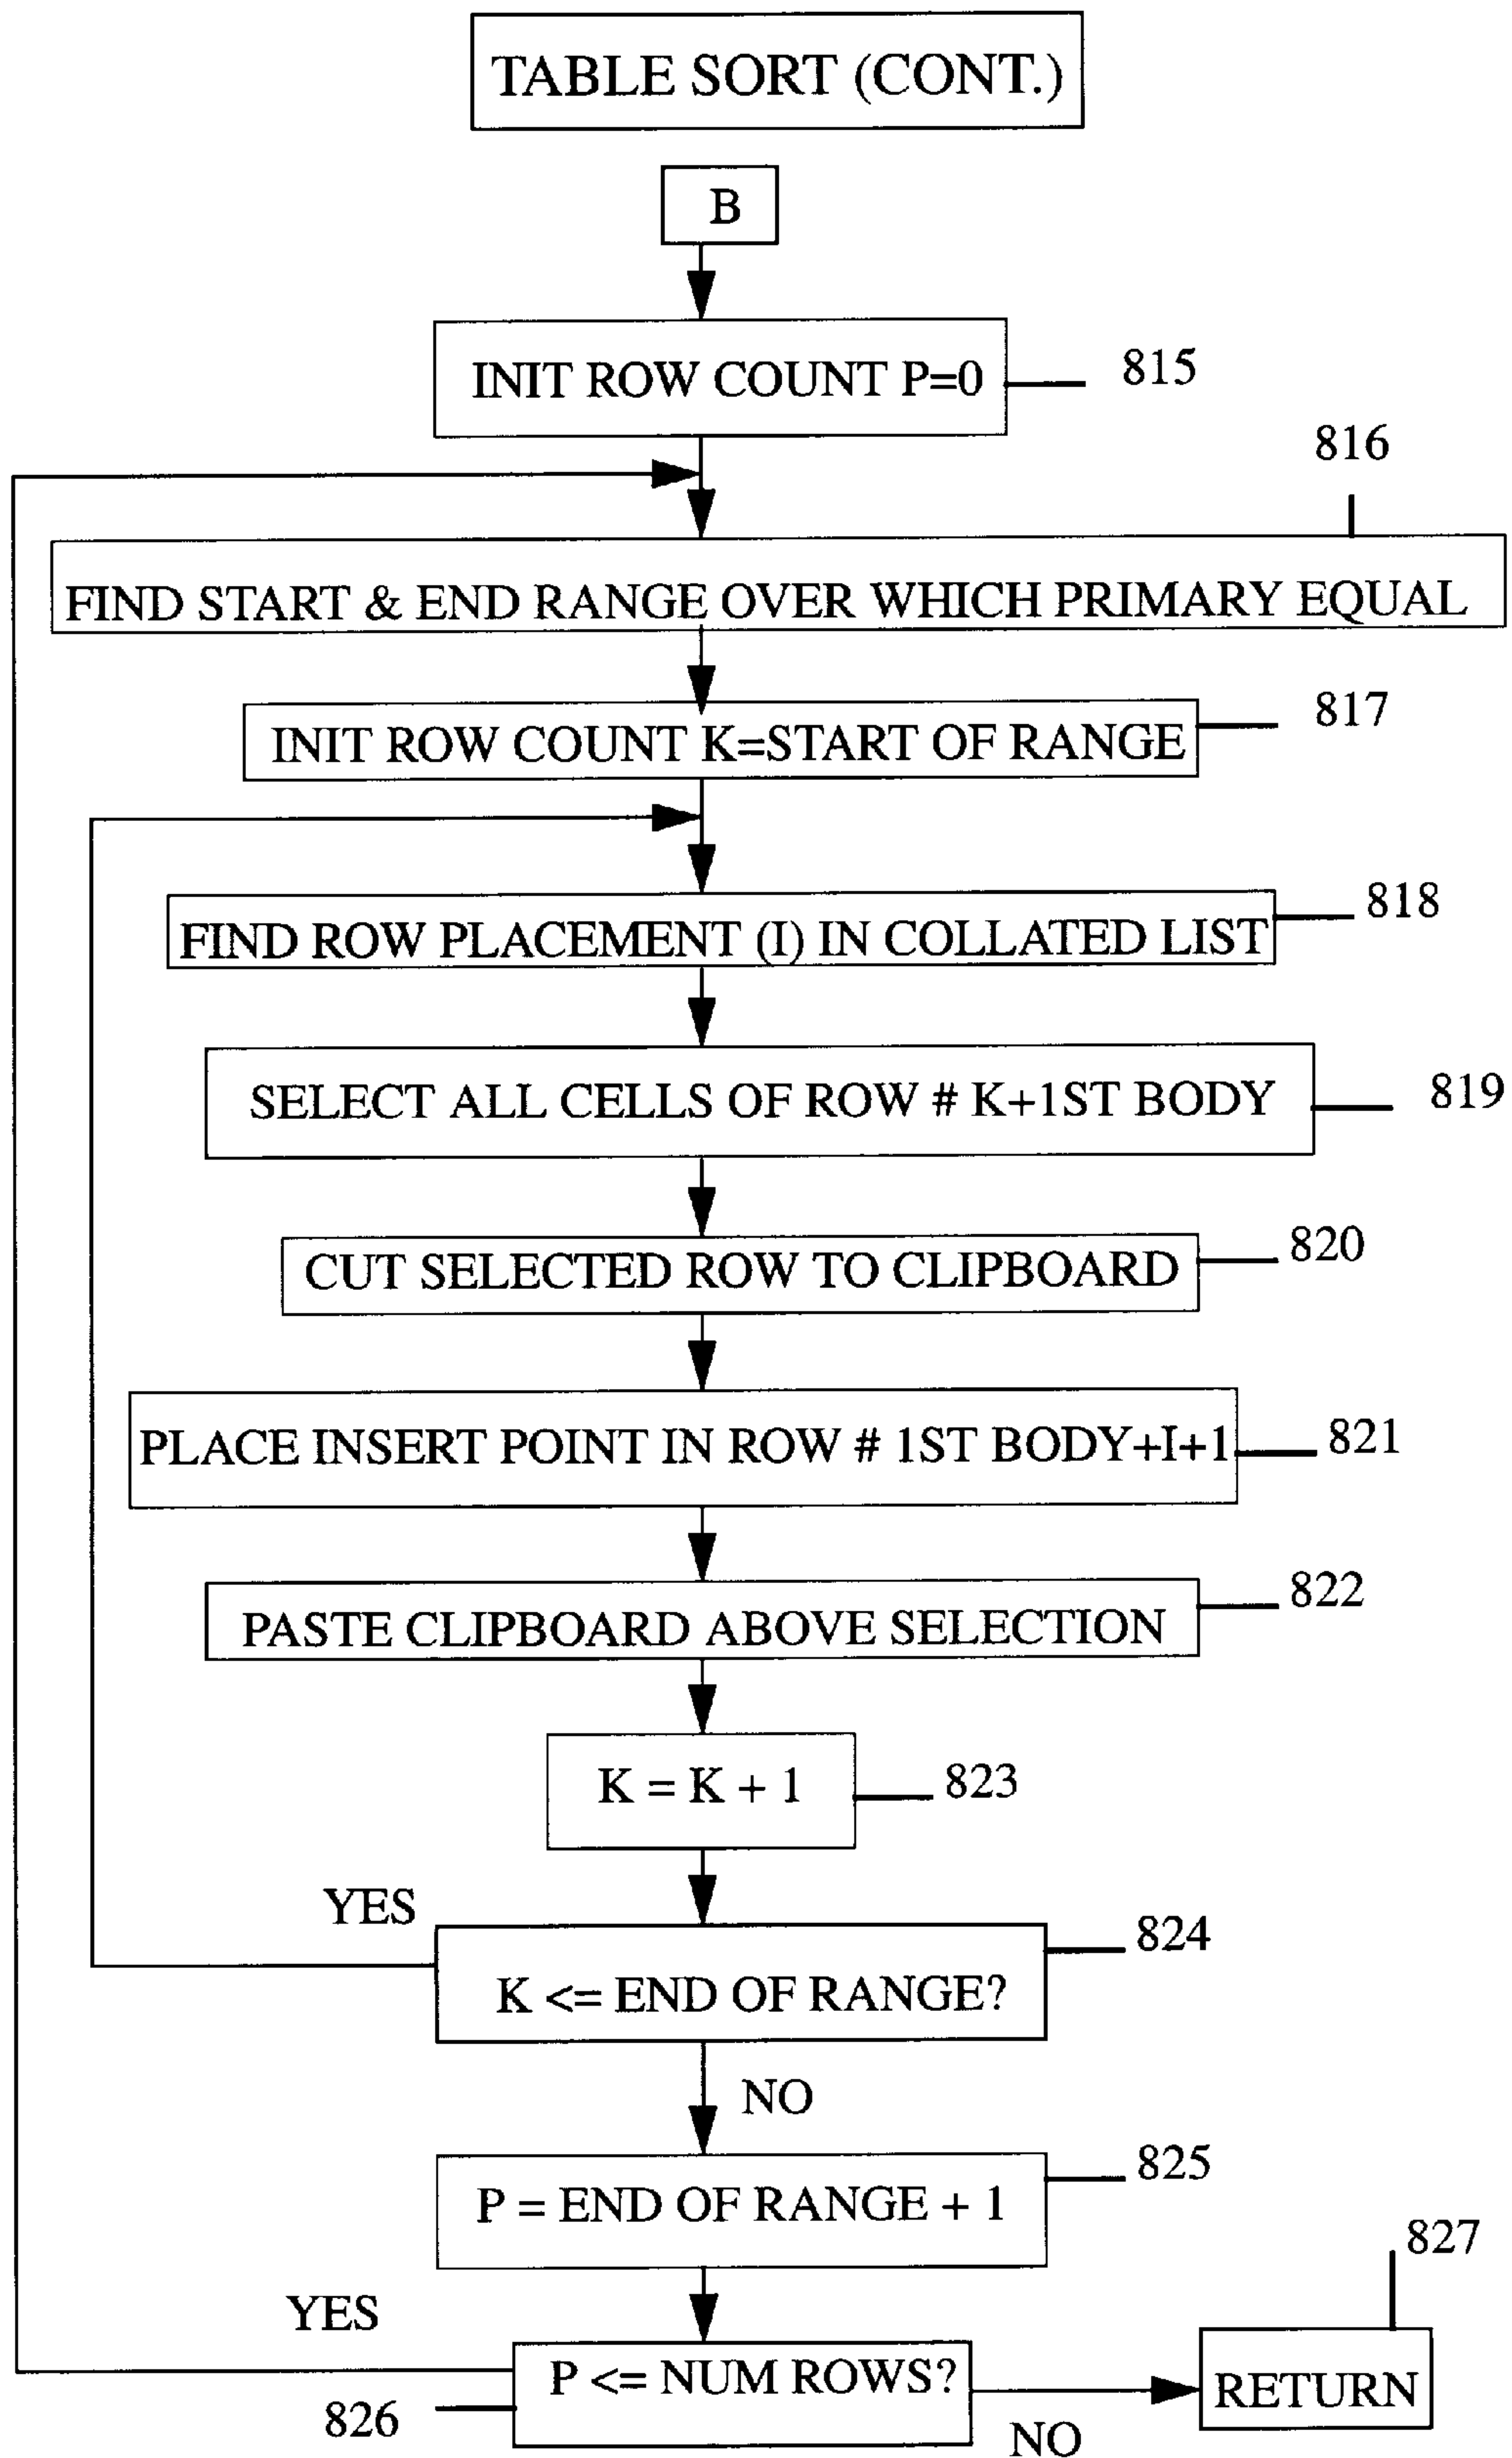 TABLE SORT (CONT.)
B
INIT ROW COUNT P=0
815
816
FIND START & END RANGE OVER WHICH PRIMARY EQUAL
817
INIT ROW COUNT K=START OF RANGE
818
FIND ROW PLACEMENT (I) IN COLLATED LIST
SELECT ALL CELLS OF ROW # K+1ST BODY
819
820
CUT SELECTED ROW TO CLIPBOARD
PLACE INSERT POINT IN ROW # 1ST BODY+I+1
821
822
PASTE CLIPBOARD ABOVE SELECTION
K = K + 1
823
YES
824
K <= END OF RANGE?
NO
825
P = END OF RANGE + 1
827
YES
P <= NUM ROWS?
RETURN
826
NO